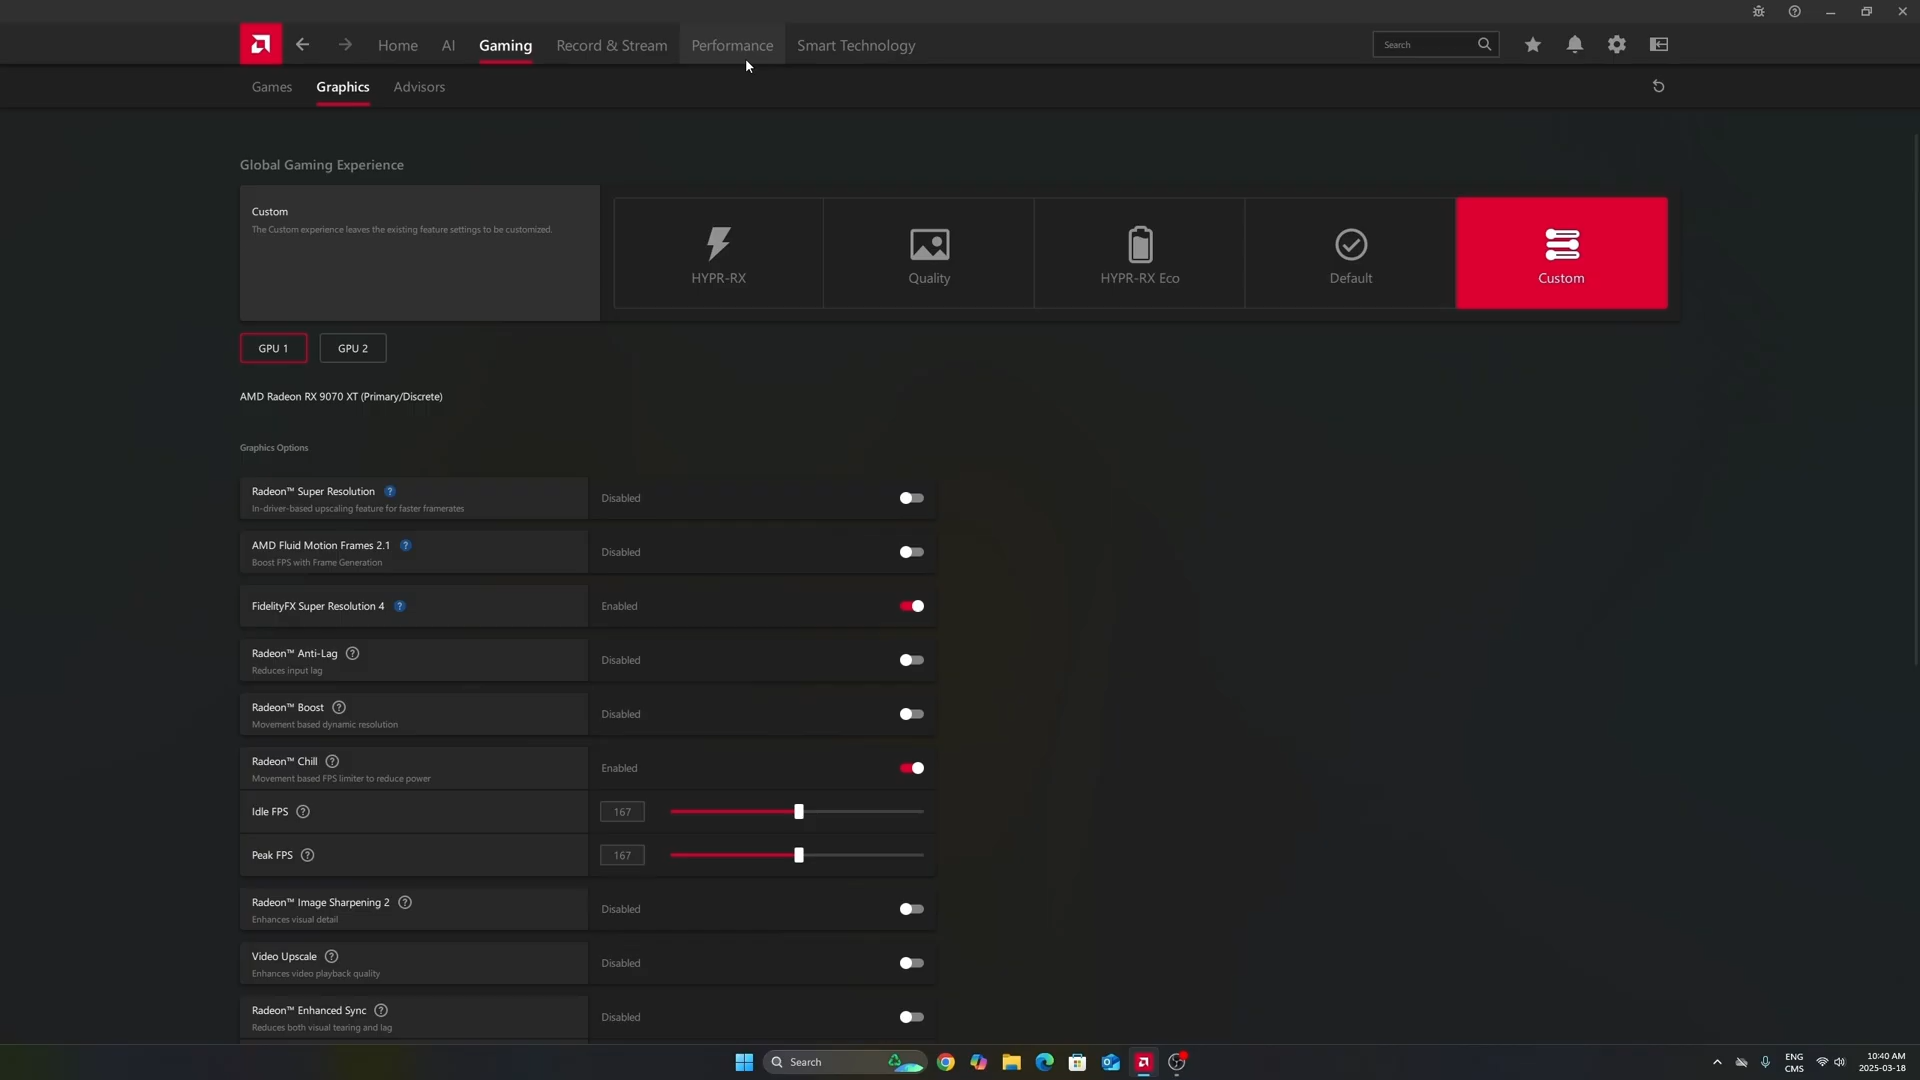 Home AI Gaming Record & Stream Performance Smart Technology Search
Games Graphics Advisors
Global Gaming Experience
Custom
The Custom experience leaves the existing feature settings to be customized.
HYPR-RX Quality HYPR-RX Eco Default Custom
GPU 1 GPU 2
AMD Radeon RX 9070 XT (Primary/Discrete)
Graphics Options
Radeon™ Super Resolution ?
In-driver-based upscaling feature for faster framerates
Disabled
AMD Fluid Motion Frames 2.1 ?
Boost FPS with Frame Generation
Disabled
FidelityFX Super Resolution 4 ?
Enabled
Radeon™ Anti-Lag ?
Reduces input lag
Disabled
Radeon™ Boost ?
Movement based dynamic resolution
Disabled
Radeon™ Chill ?
Movement based FPS limiter to reduce power
Enabled
Idle FPS ? 167
Peak FPS ? 167
Radeon™ Image Sharpening 2 ?
Enhances visual detail
Disabled
Video Upscale ?
Enhances video playback quality
Disabled
Radeon™ Enhanced Sync ?
Reduces both visual tearing and lag
Disabled
Search
ENG
CMS
10:40 AM
2025-03-18